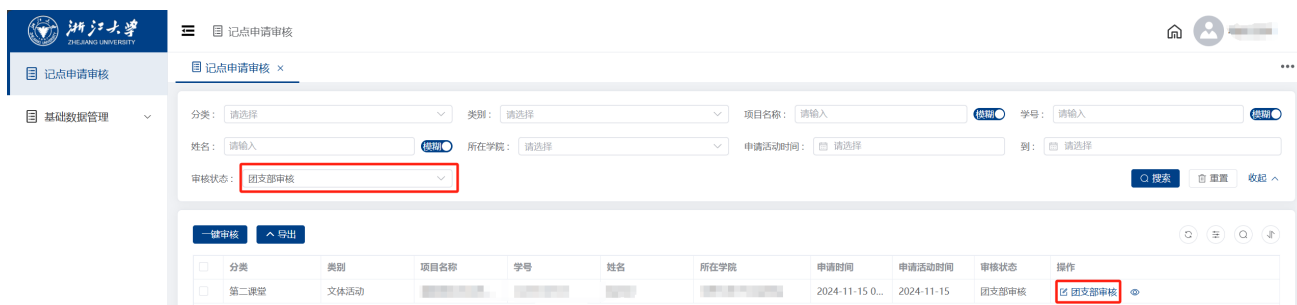 浙江大学 记点申请审核
ZHEJIANG UNIVERSITY
记点申请审核 记点申请审核 ×
基础数据管理
分类： 请选择 类别： 请选择 项目名称： 请输入 模糊 学号： 请输入 模糊
姓名： 请输入 模糊 所在学院： 请选择 申请活动时间： 请选择 到： 请选择
审核状态： 团支部审核 搜索 重置 收起
一键审核 导出
分类 类别 项目名称 学号 姓名 所在学院 申请时间 申请活动时间 审核状态 操作
第二课堂 文体活动 2024-11-15 0... 2024-11-15 团支部审核 团支部审核